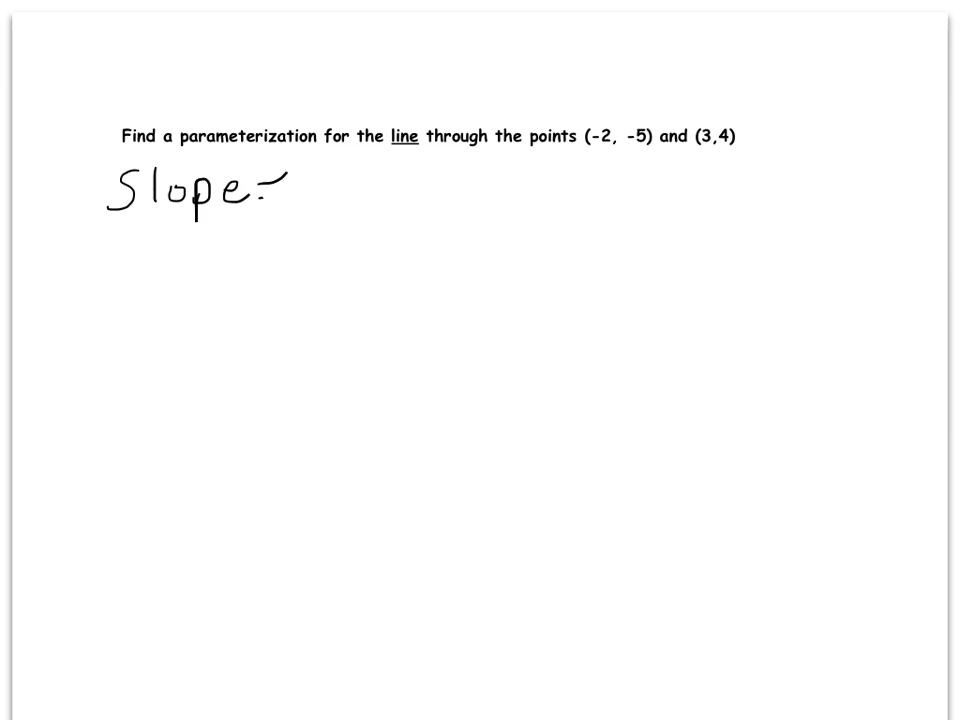 Find a parameterization for the line through the points (-2, -5) and (3,4)
Slope=